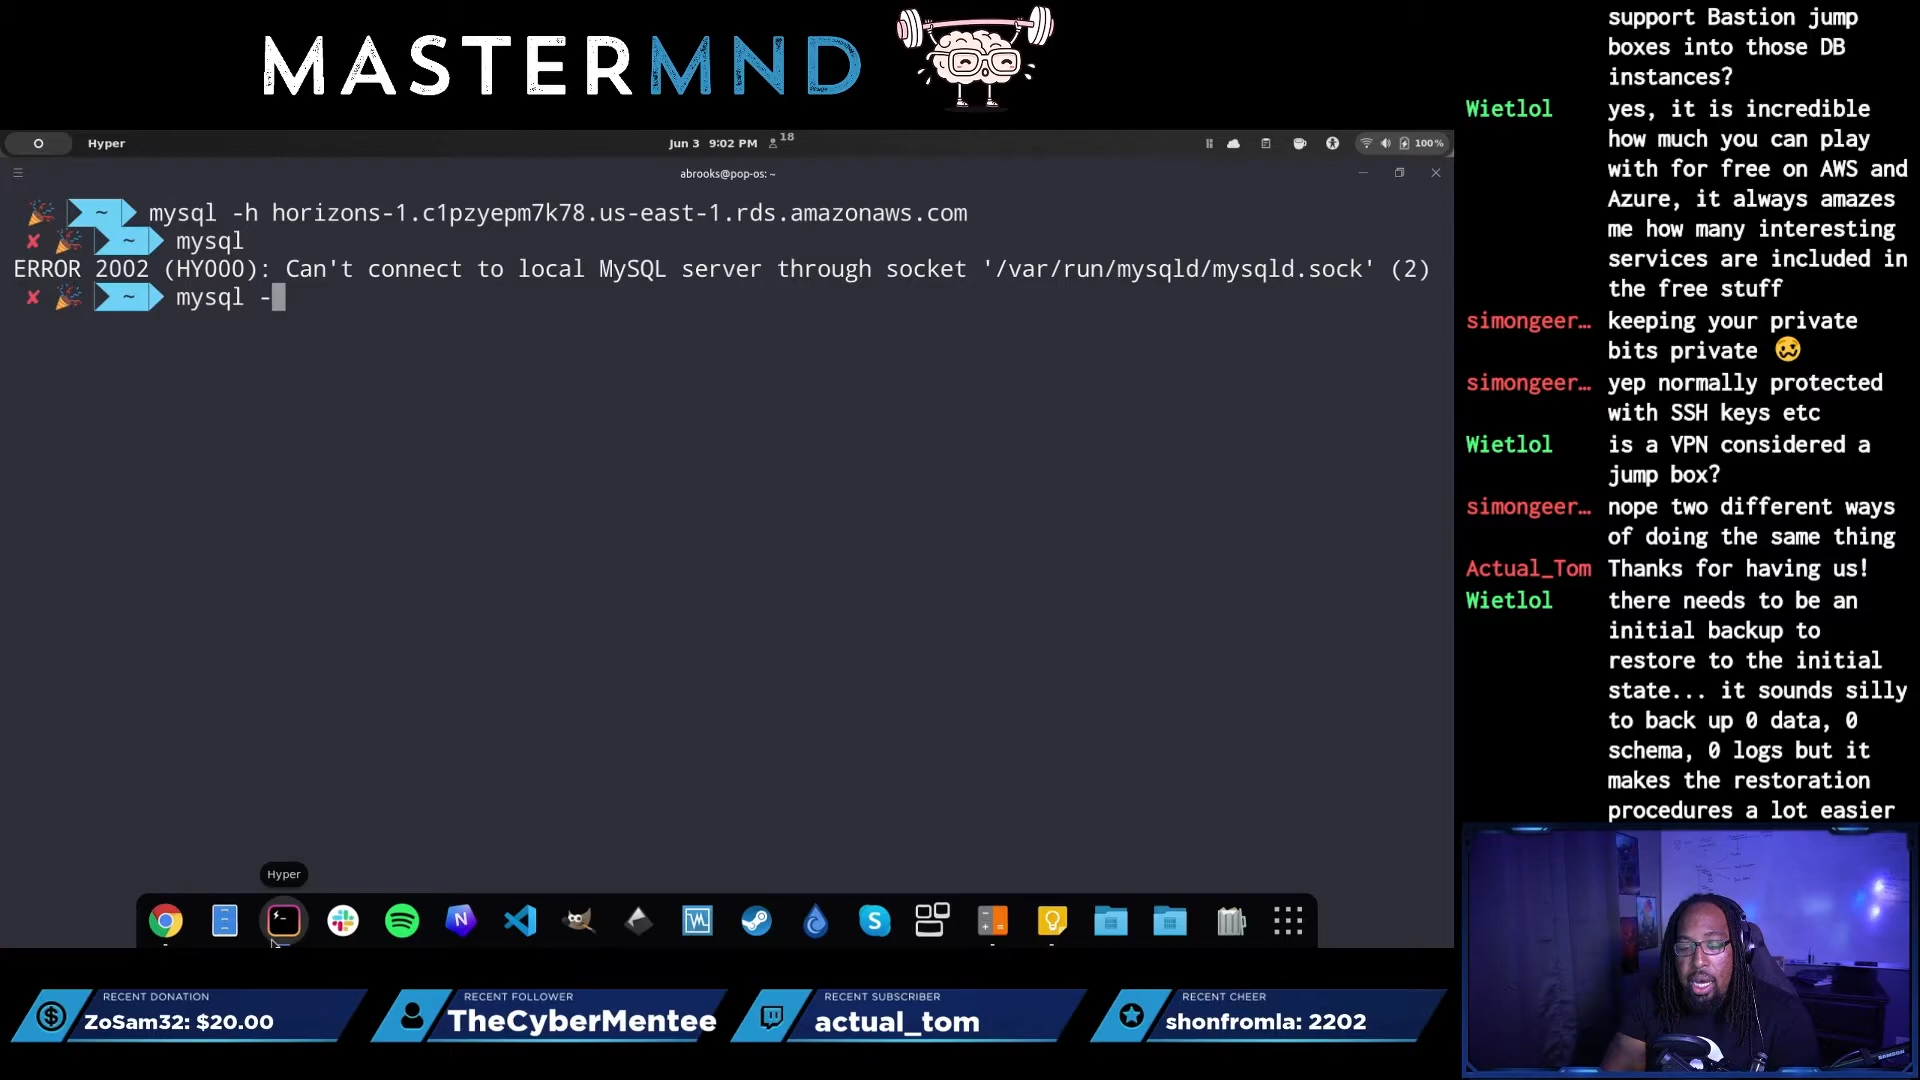 MASTERMND
Hyper
Jun 3 9:02 PM
18
100%
abrooks@pop-os: ~
~ mysql -h horizons-1.c1pzyepm7k78.us-east-1.rds.amazonaws.com
~ mysql
ERROR 2002 (HY000): Can't connect to local MySQL server through socket '/var/run/mysqld/mysqld.sock' (2)
~ mysql -
Hyper
support Bastion jump
boxes into those DB
instances?
Wietlol yes, it is incredible
how much you can play
with for free on AWS and
Azure, it always amazes
me how many interesting
services are included in
the free stuff
simongeer… keeping your private
bits private
simongeer… yep normally protected
with SSH keys etc
Wietlol is a VPN considered a
jump box?
simongeer… nope two different ways
of doing the same thing
Actual_Tom Thanks for having us!
Wietlol there needs to be an
initial backup to
restore to the initial
state... it sounds silly
to back up 0 data, 0
schema, 0 logs but it
makes the restoration
procedures a lot easier
RECENT DONATION
ZoSam32: $20.00
RECENT FOLLOWER
TheCyberMentee
RECENT SUBSCRIBER
actual_tom
RECENT CHEER
shonfromla: 2202
SAMSON